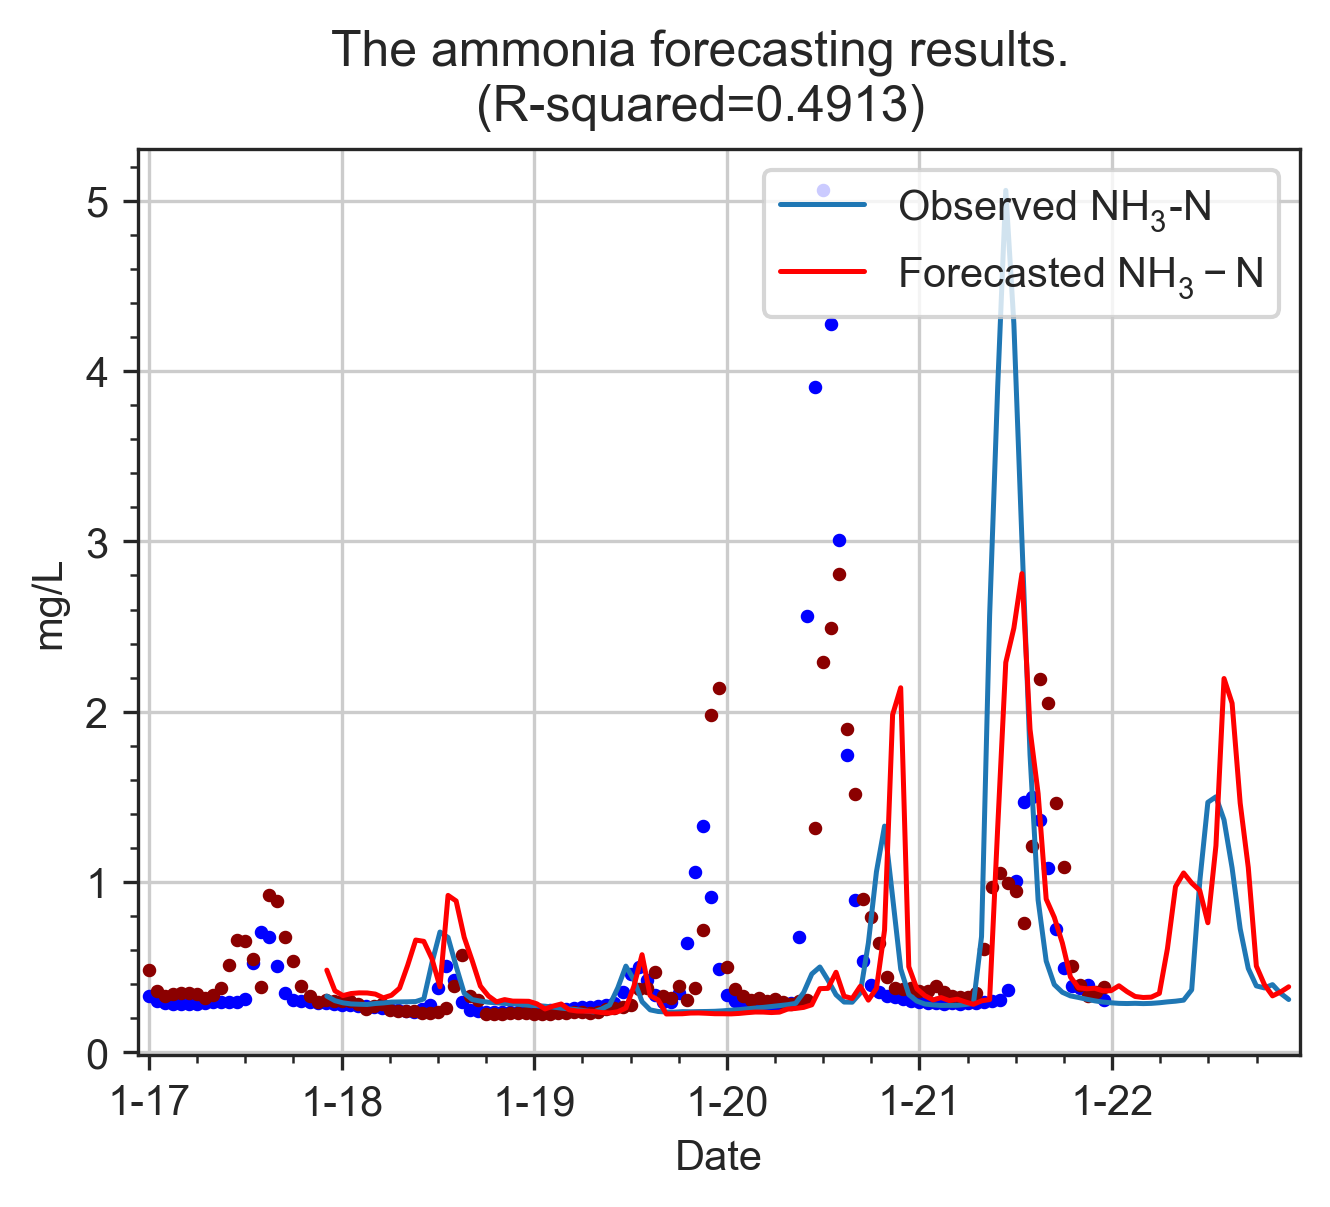 The ammonia forecasting results.
(R-squared=0.4913)
Observed NH₃-N
Forecasted NH₃ − N
5
4
3
2
1
0
mg/L
1-17 1-18 1-19 1-20 1-21 1-22
Date